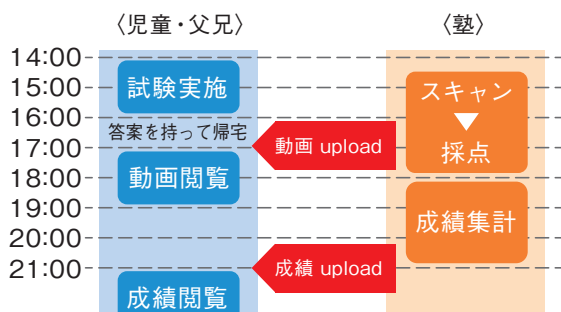 〈児童・父兄〉
〈塾〉
14:00
15:00
16:00
17:00
18:00
19:00
20:00
21:00
試験実施
答案を持って帰宅
動画閲覧
成績閲覧
動画 upload
成績 upload
スキャン
▼
採点
成績集計